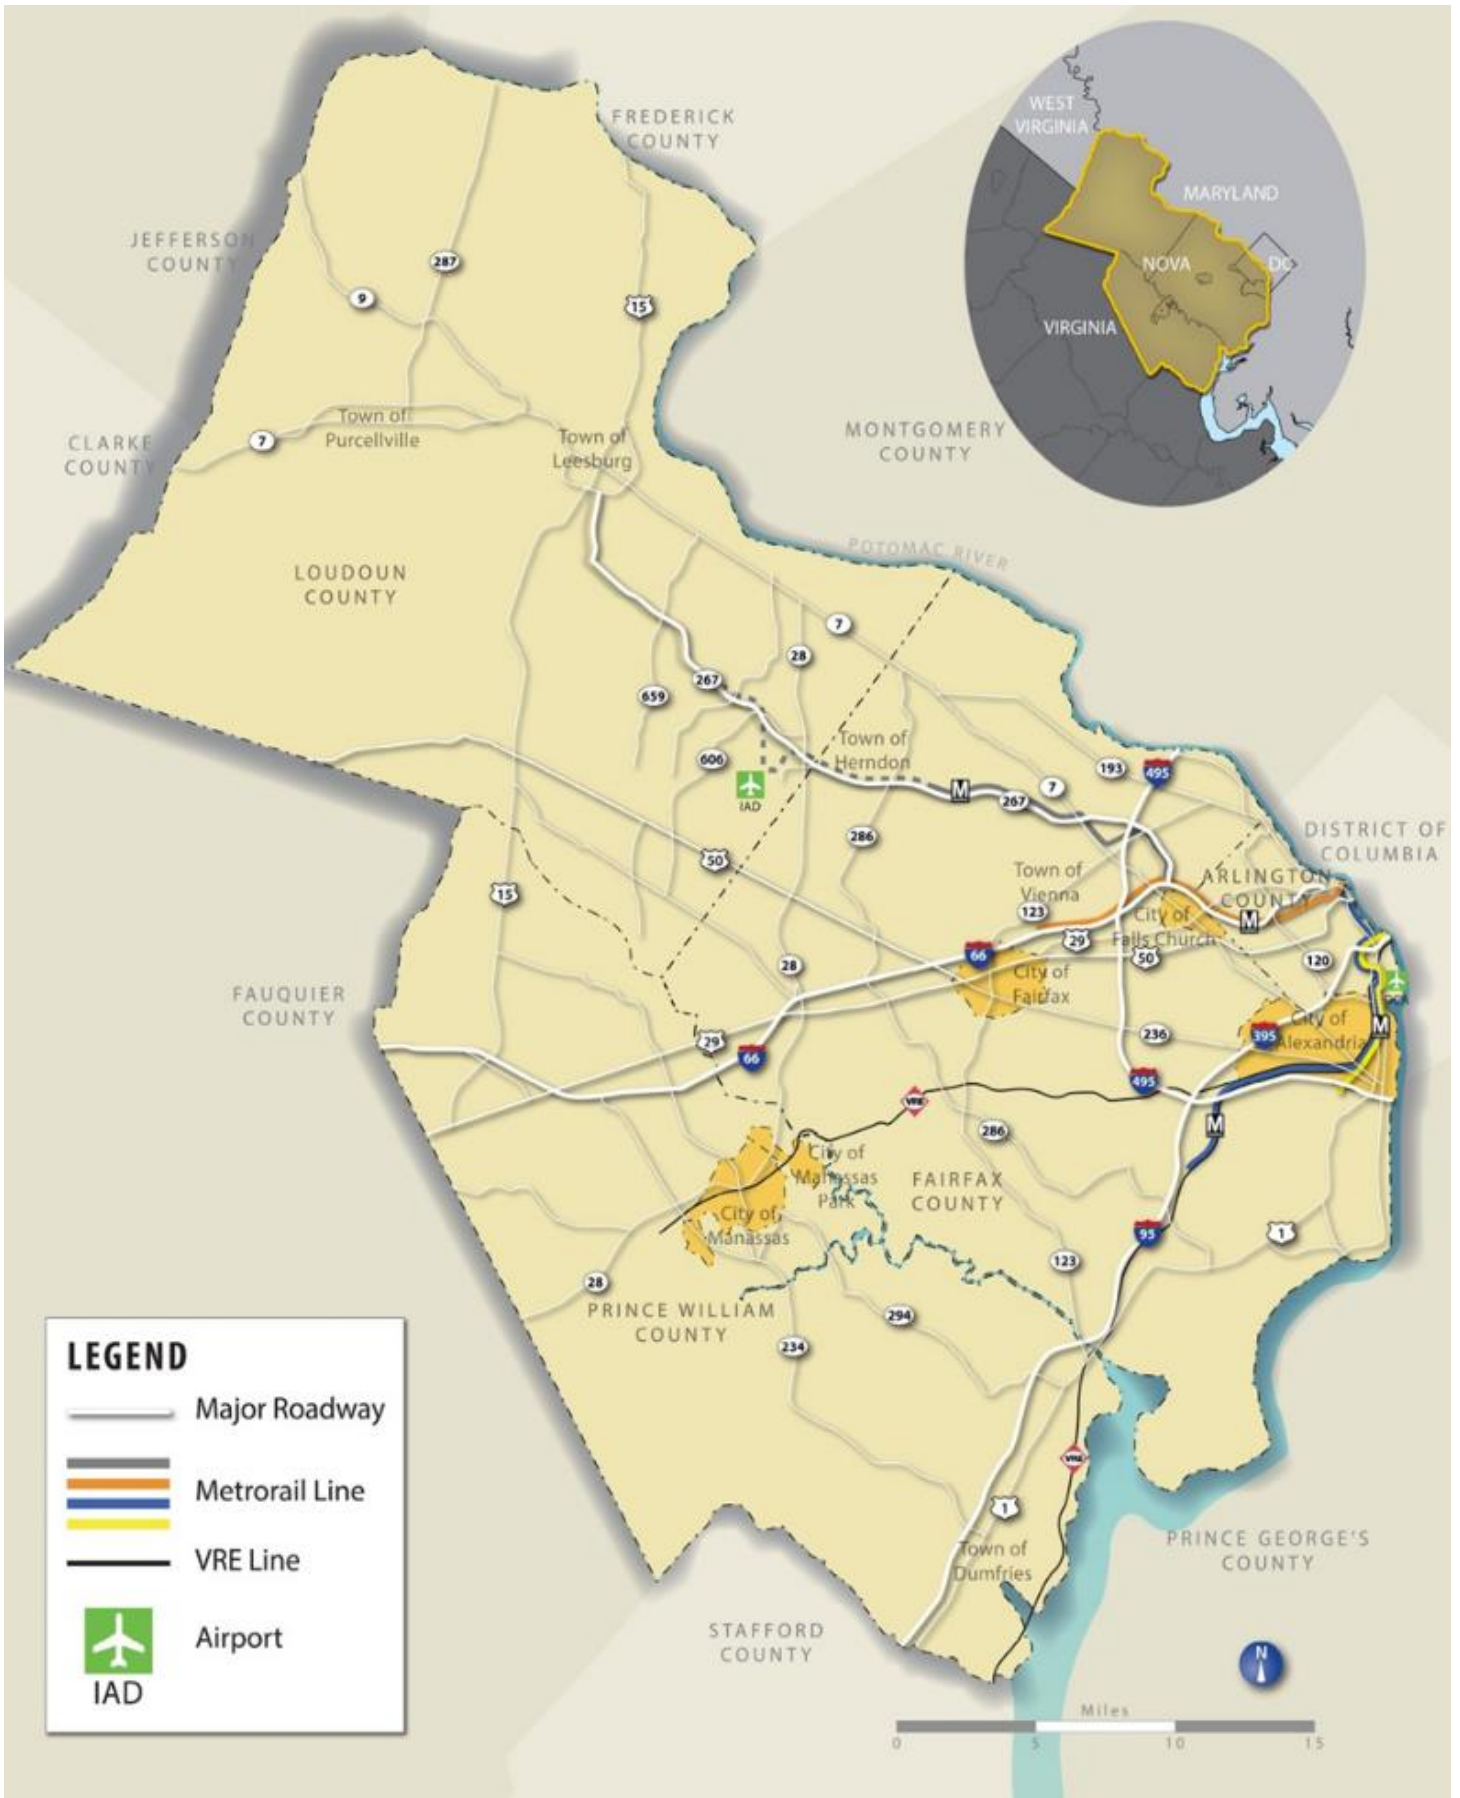 FREDERICK
COUNTY
WEST
VIRGINIA
MARYLAND
NOVA
DC
VIRGINIA
JEFFERSON
COUNTY
287
9
15
MONTGOMERY
COUNTY
CLARKE
COUNTY
7
Town of
Purcellville
Town of
Leesburg
POTOMAC RIVER
LOUDOUN
COUNTY
7
28
267
659
606
IAD
Town of
Herndon
M
267
7
193
495
286
50
15
DISTRICT OF
COLUMBIA
Town of
Vienna
123
ARLINGTON
COUNTY
M
City of
Falls Church
29
50
120
66
City of
Fairfax
28
FAUQUIER
COUNTY
29
66
236
395
City of
Alexandria
DCA
M
495
VRE
286
M
City of
Manassas
Park
City of
Manassas
FAIRFAX
COUNTY
95
1
123
28
PRINCE WILLIAM
COUNTY
294
234
VRE
1
Town of
Dumfries
PRINCE GEORGE'S
COUNTY
STAFFORD
COUNTY
LEGEND
Major Roadway
Metrorail Line
VRE Line
Airport
IAD
N
Miles
0 5 10 15